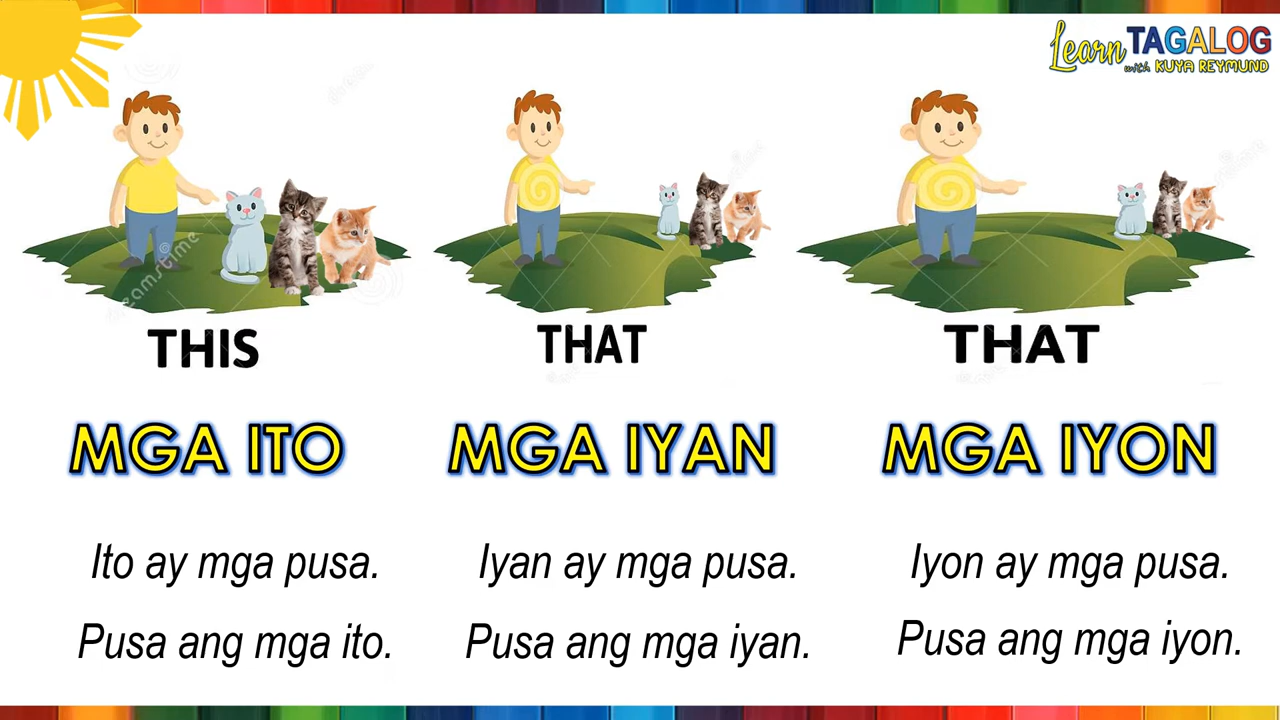 Learn TAGALOG
with KUYA REYMUND
dreamstime
THIS
THAT
THAT
MGA ITO
MGA IYAN
MGA IYON
Ito ay mga pusa.
Iyan ay mga pusa.
Iyon ay mga pusa.
Pusa ang mga ito.
Pusa ang mga iyan.
Pusa ang mga iyon.